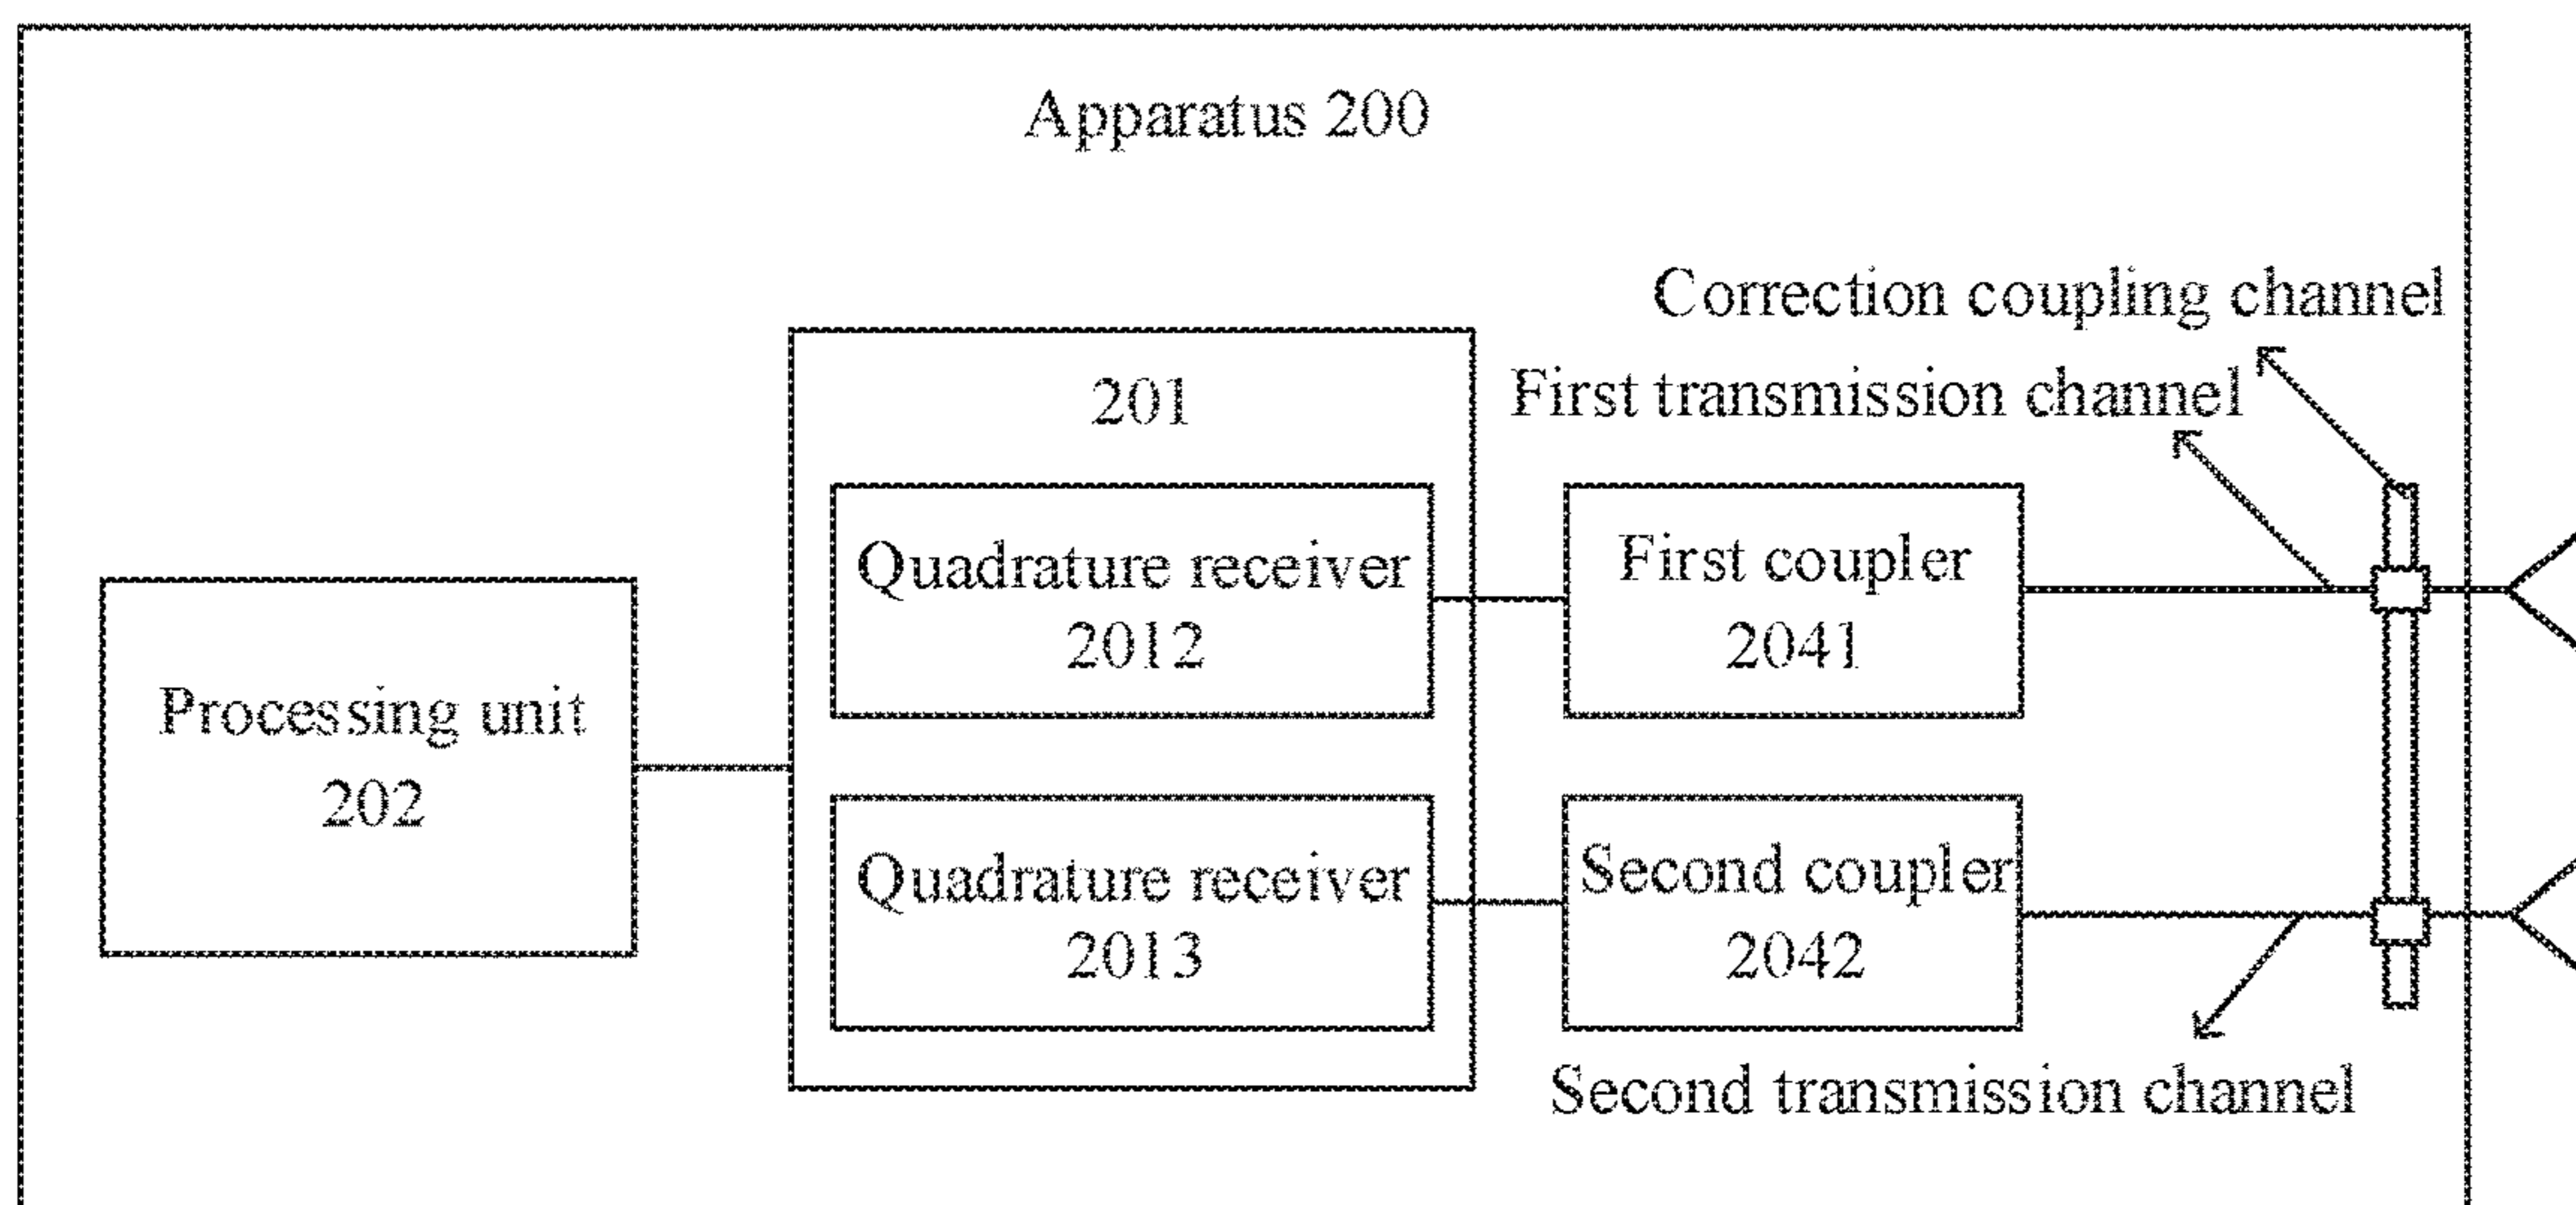 Apparatus 200
Correction coupling channel
First transmission channel
201
Quadrature receiver
2012
First coupler
2041
Processing unit
202
Quadrature receiver
2013
Second coupler
2042
Second transmission channel